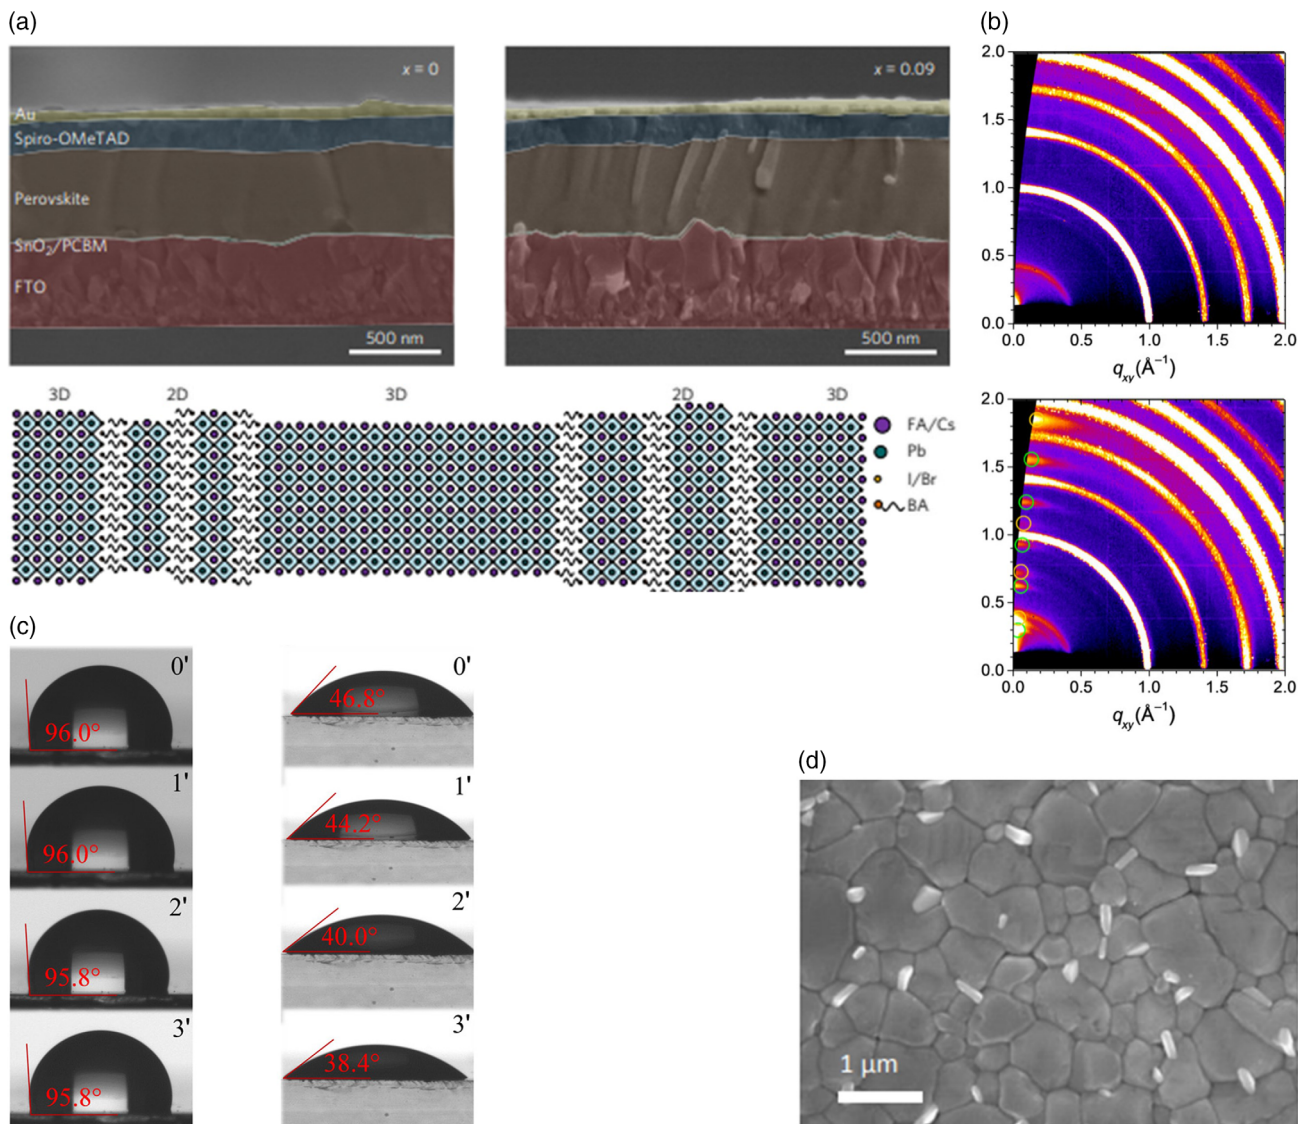 (a)
x = 0
Au
Spiro-OMeTAD
Perovskite
SnO2/PCBM
FTO
500 nm
x = 0.09
500 nm
3D
2D
3D
2D
3D
FA/Cs
Pb
I/Br
BA
(b)
2.0
1.5
1.0
0.5
0.0
0.0 0.5 1.0 1.5 2.0
qxy(Å−1)
2.0
1.5
1.0
0.5
0.0
0.0 0.5 1.0 1.5 2.0
qxy(Å−1)
(c)
0'
96.0°
1'
96.0°
2'
95.8°
3'
95.8°
0'
46.8°
1'
44.2°
2'
40.0°
3'
38.4°
(d)
1 μm